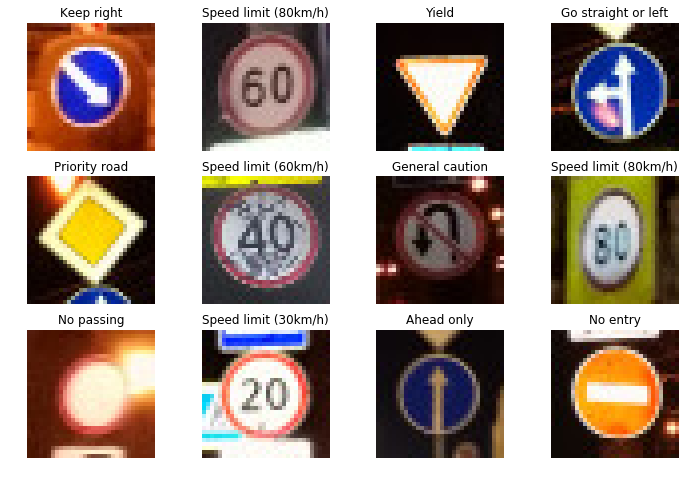 Keep right
Speed limit (80km/h)
Yield
Go straight or left
60
Priority road
Speed limit (60km/h)
General caution
Speed limit (80km/h)
40
80
No passing
Speed limit (30km/h)
Ahead only
No entry
20